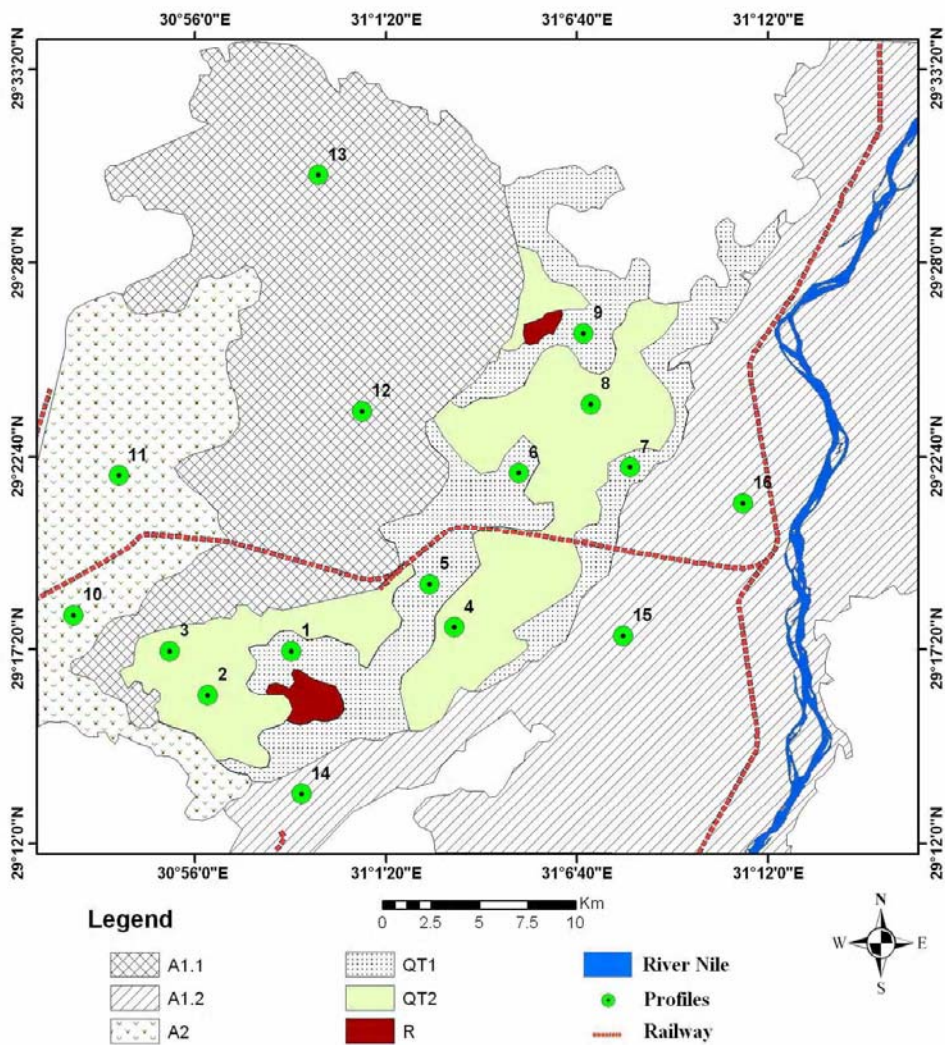 30°56'0"E 31°1'20"E 31°6'40"E 31°12'0"E
29°33'20"N 29°33'20"N
13
29°28'0"N 29°28'0"N
9
8
12
29°22'40"N 29°22'40"N
11 6 7
16
5
10 4
3 1 15
29°17'20"N 29°17'20"N
2
14
29°12'0"N 29°12'0"N
30°56'0"E 31°1'20"E 31°6'40"E 31°12'0"E
Legend
Km
0 2.5 5 7.5 10
N
W E
S
A1.1 QT1 River Nile
A1.2 QT2 Profiles
A2 R Railway